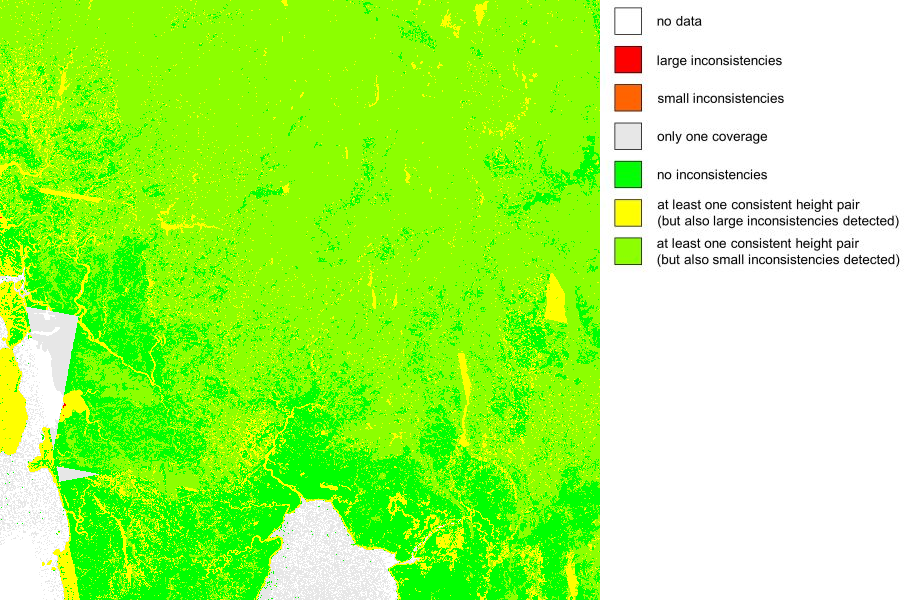 no data
large inconsistencies
small inconsistencies
only one coverage
no inconsistencies
at least one consistent height pair
(but also large inconsistencies detected)
at least one consistent height pair
(but also small inconsistencies detected)